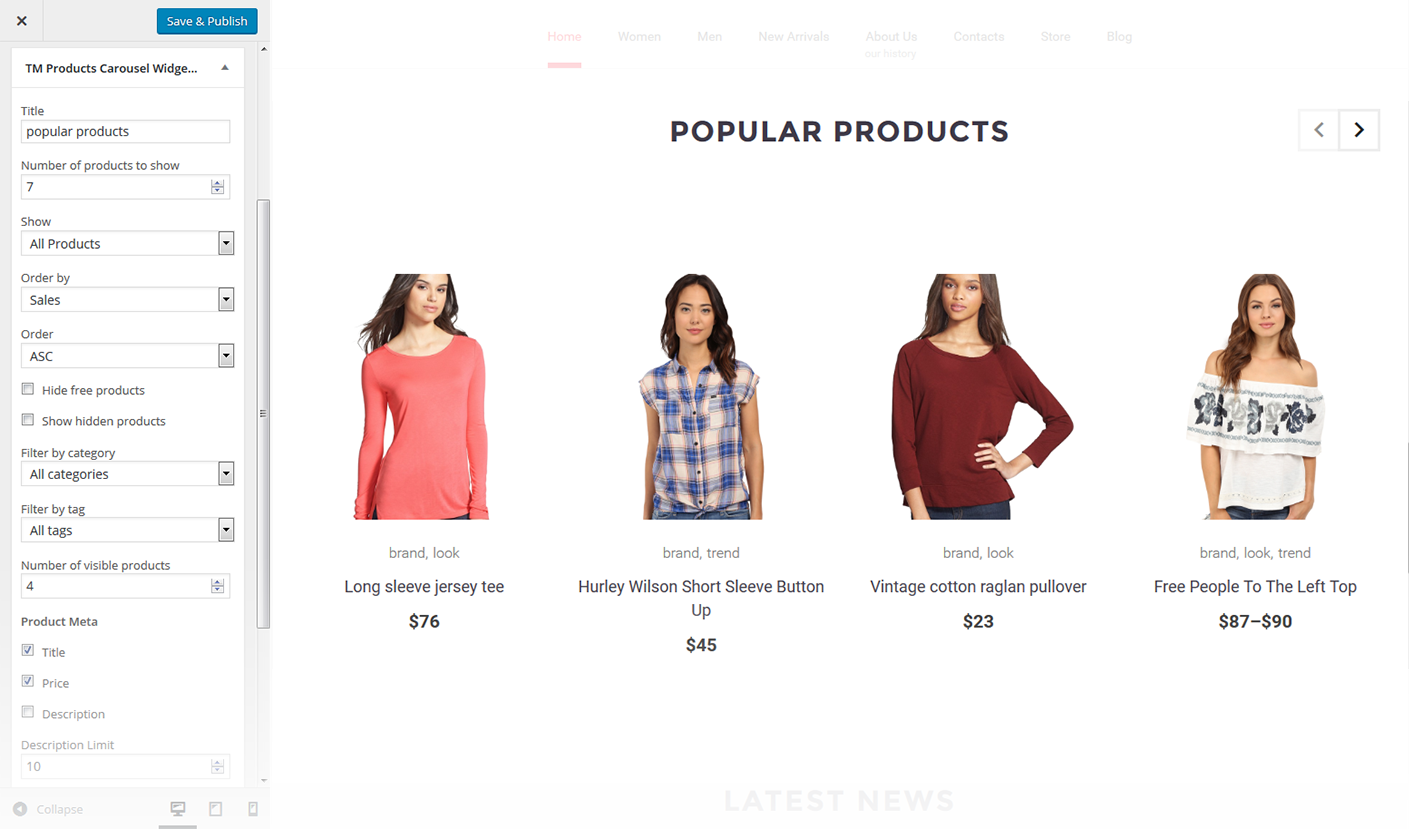 Save & Publish
TM Products Carousel Widge...
Title
popular products
Number of products to show
7
Show
All Products
Order by
Sales
Order
ASC
Hide free products
Show hidden products
Filter by category
All categories
Filter by tag
All tags
Number of visible products
4
Product Meta
Title
Price
Description
Description Limit
10
Collapse
Home Women Men New Arrivals About Us Contacts Store Blog
our history
POPULAR PRODUCTS
brand, look
Long sleeve jersey tee
$76
brand, trend
Hurley Wilson Short Sleeve Button
Up
$45
brand, look
Vintage cotton raglan pullover
$23
brand, look, trend
Free People To The Left Top
$87–$90
LATEST NEWS